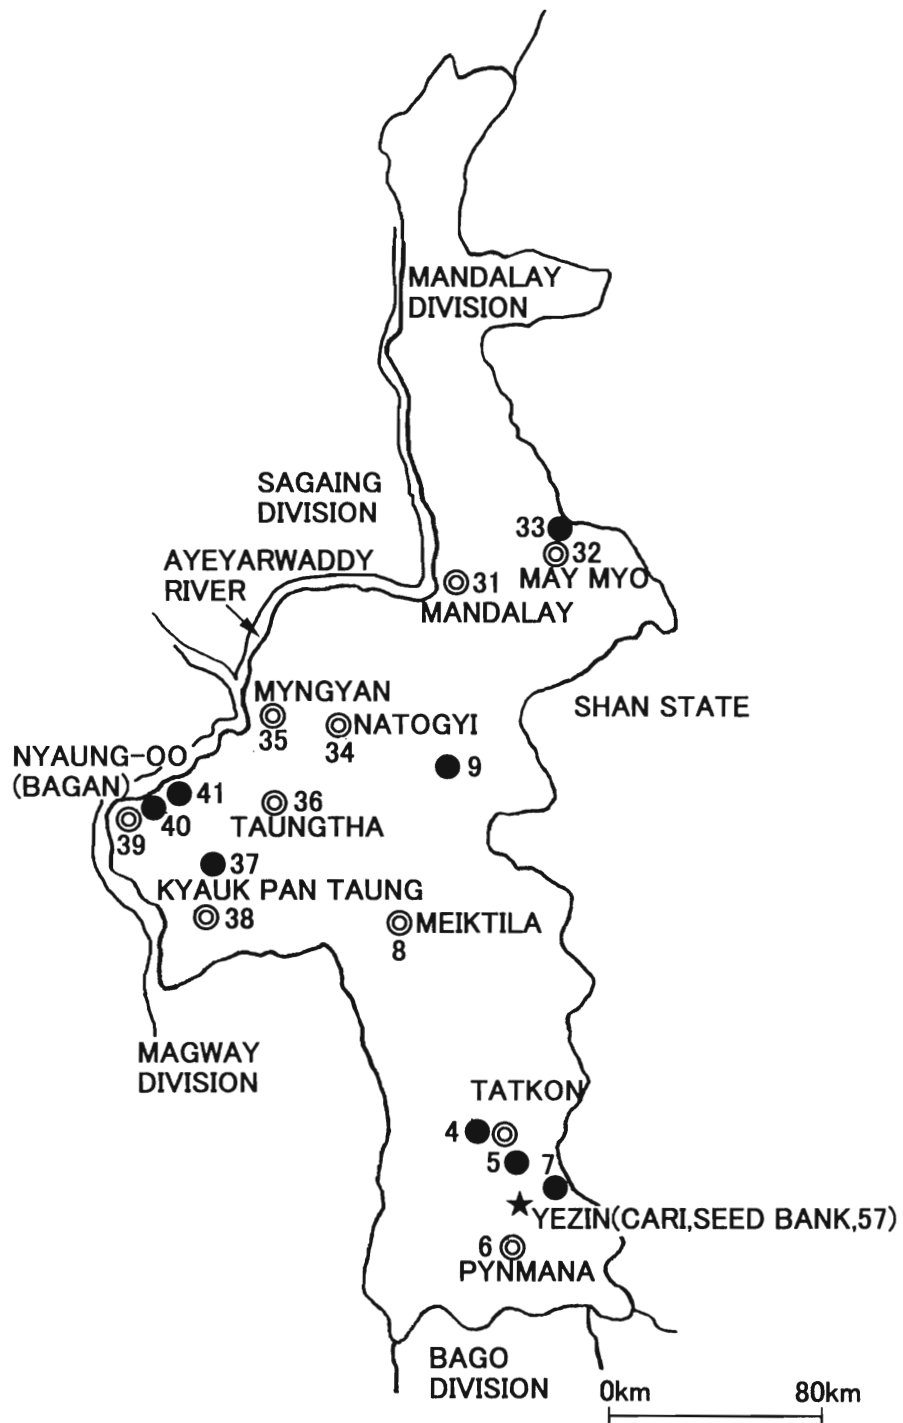 MANDALAY
DIVISION
SAGAING
DIVISION
AYEYARWADDY
RIVER
33
32
MAY MYO
31
MANDALAY
SHAN STATE
MYNGYAN
35
NATOGYI
34
9
NYAUNG-OO
(BAGAN)
41
40
39
36
TAUNGTHA
37
KYAUK PAN TAUNG
38
MEIKTILA
8
MAGWAY
DIVISION
TATKON
4
5
7
YEZIN(CARI,SEED BANK,57)
6
PYNMANA
BAGO
DIVISION
0km
80km